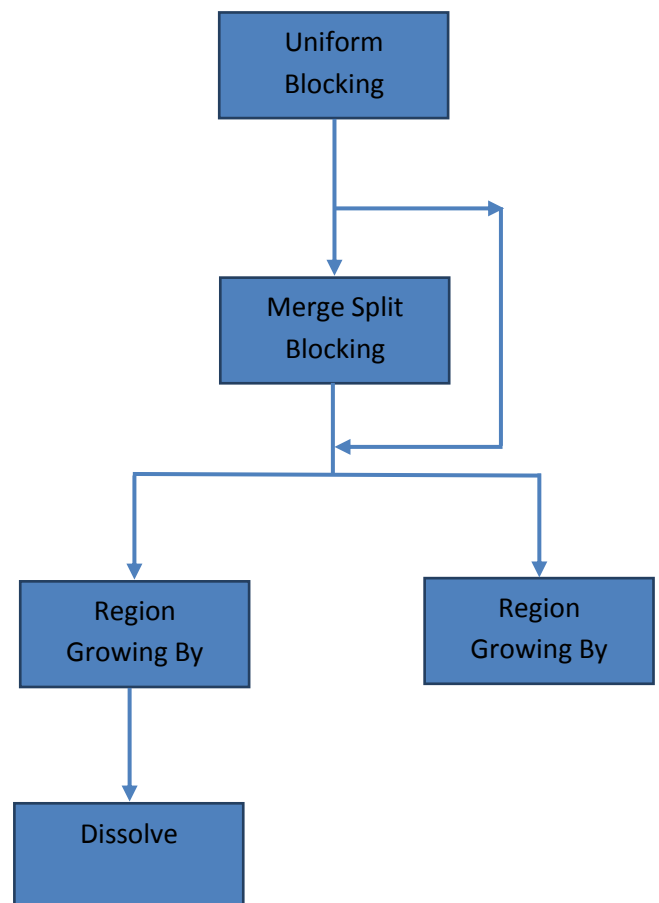 Uniform
Blocking
Merge Split
Blocking
Region
Growing By
Region
Growing By
Dissolve